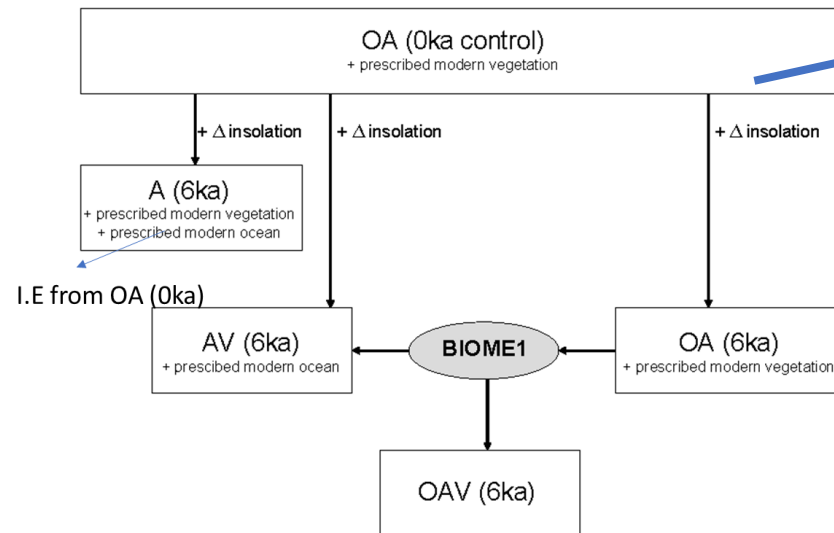 OA (0ka control)
+ prescribed modern vegetation
+ Δ insolation
+ Δ insolation
+ Δ insolation
A (6ka)
+ prescribed modern vegetation
+ prescribed modern ocean
I.E from OA (0ka)
AV (6ka)
+ prescibed modern ocean
BIOME1
OA (6ka)
+ prescribed modern vegetation
OAV (6ka)